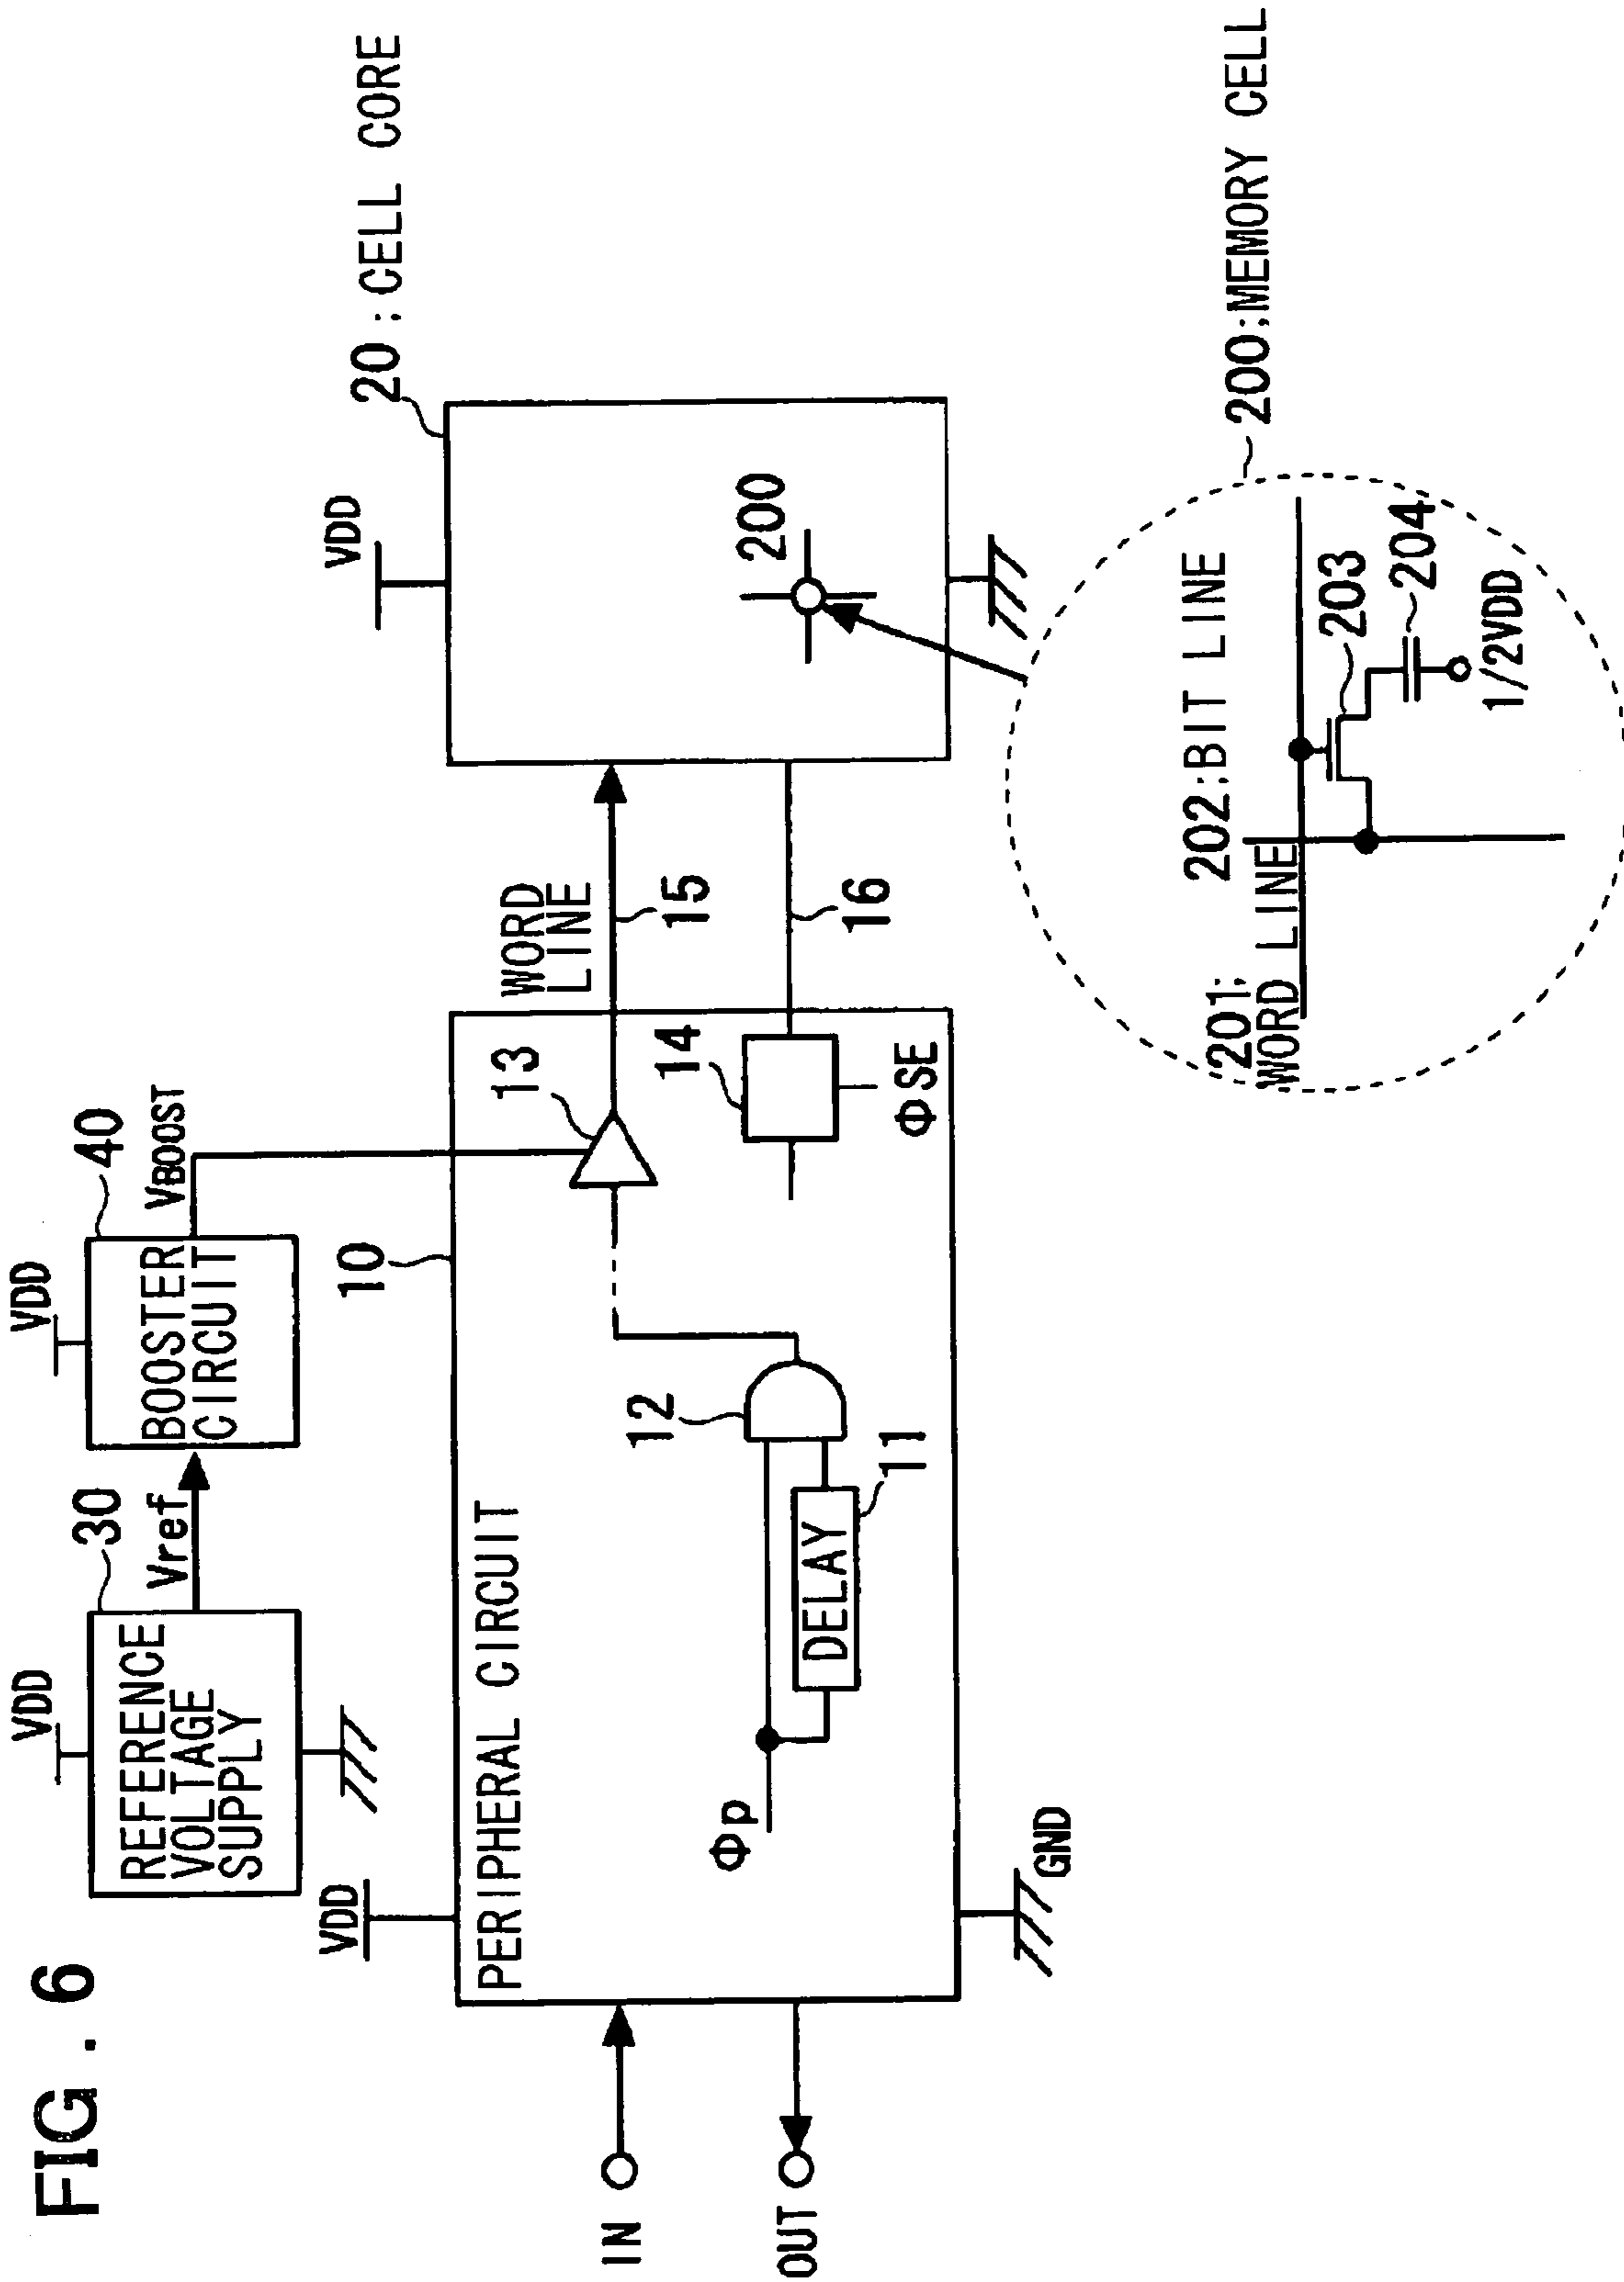 FIG. 6
VDD
VDD
30
40
REFERENCE
VOLTAGE
SUPPLY
Vref
BOOSTER
CIRCUIT
VBOOST
VDD
VDD
20:CELL CORE
10
PERIPHERAL CIRCUIT
13
WORD
LINE
IN
15
12
14
200
Φp
DELAY
11
16
OUT
ΦSE
GND
202:BIT LINE
200:MEMORY CELL
201:
WORD LINE
203
204
1/2VDD